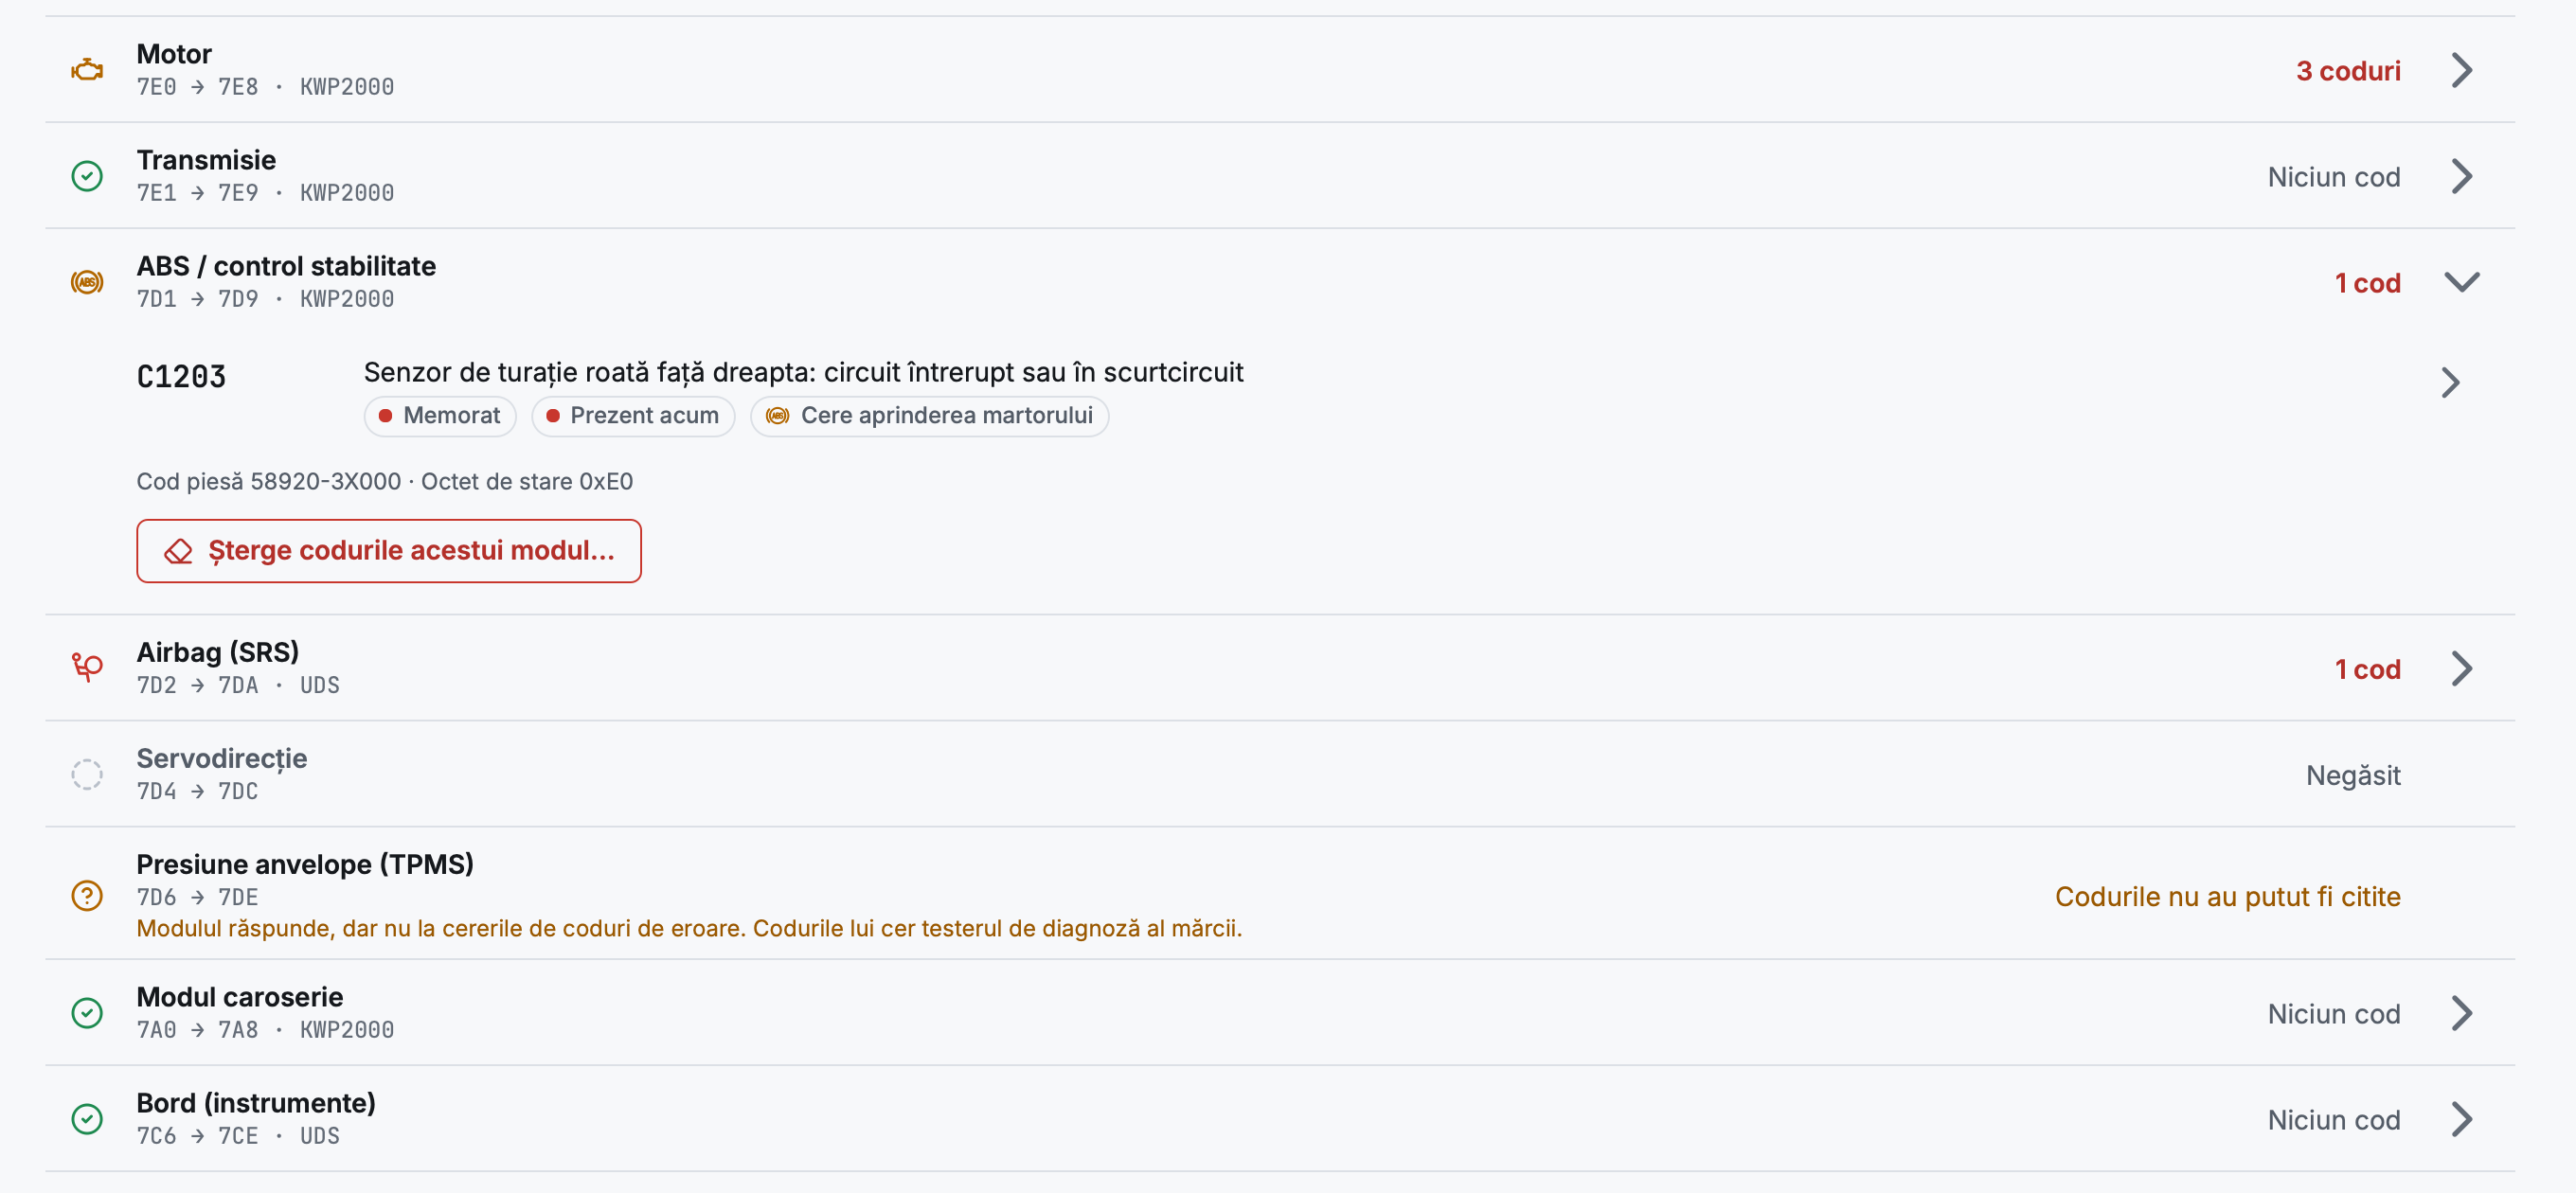 Motor
7E0 → 7E8 · KWP2000
3 coduri
Transmisie
7E1 → 7E9 · KWP2000
Niciun cod
ABS / control stabilitate
7D1 → 7D9 · KWP2000
1 cod
C1203
Senzor de turație roată față dreapta: circuit întrerupt sau în scurtcircuit
Memorat
Prezent acum
Cere aprinderea martorului
Cod piesă 58920-3X000 · Octet de stare 0xE0
Șterge codurile acestui modul...
Airbag (SRS)
7D2 → 7DA · UDS
1 cod
Servodirecție
7D4 → 7DC
Negăsit
Presiune anvelope (TPMS)
7D6 → 7DE
Modulul răspunde, dar nu la cererile de coduri de eroare. Codurile lui cer testerul de diagnoză al mărcii.
Codurile nu au putut fi citite
Modul caroserie
7A0 → 7A8 · KWP2000
Niciun cod
Bord (instrumente)
7C6 → 7CE · UDS
Niciun cod